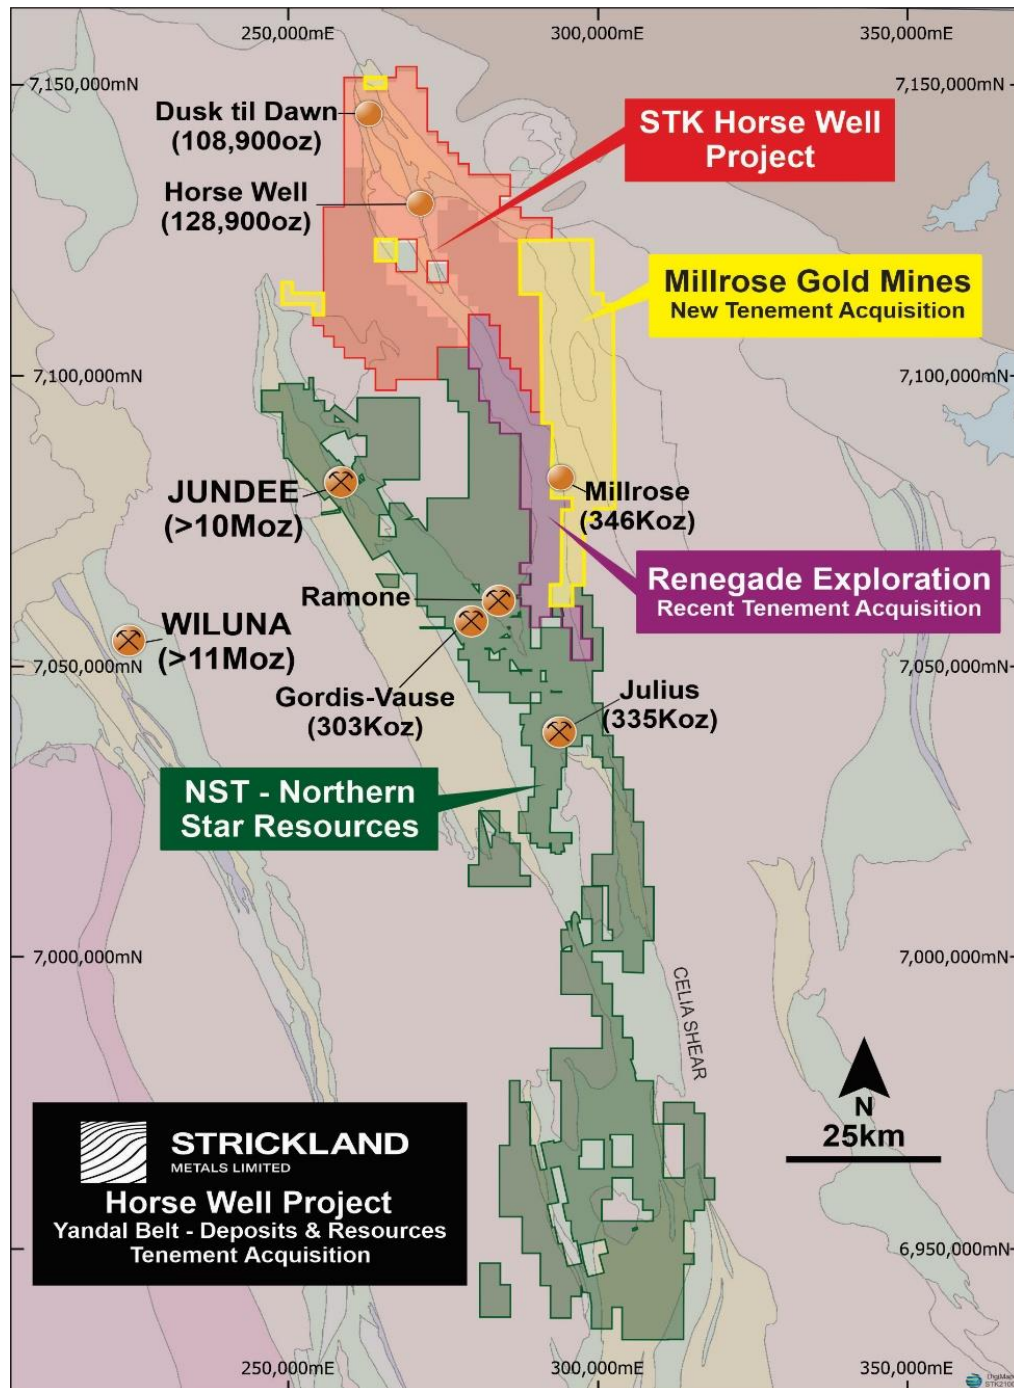 250,000mE
300,000mE
350,000mE
7,150,000mN
7,150,000mN
Dusk til Dawn
(108,900oz)
STK Horse Well
Project
Horse Well
(128,900oz)
Millrose Gold Mines
New Tenement Acquisition
7,100,000mN
7,100,000mN
JUNDEE
(>10Moz)
Millrose
(346Koz)
Renegade Exploration
Recent Tenement Acquisition
Ramone
WILUNA
(>11Moz)
7,050,000mN
7,050,000mN
Gordis-Vause
(303Koz)
Julius
(335Koz)
NST - Northern
Star Resources
7,000,000mN
7,000,000mN
CELIA SHEAR
N
25km
STRICKLAND
METALS LIMITED
Horse Well Project
Yandal Belt - Deposits & Resources
Tenement Acquisition
6,950,000mN
250,000mE
300,000mE
350,000mE